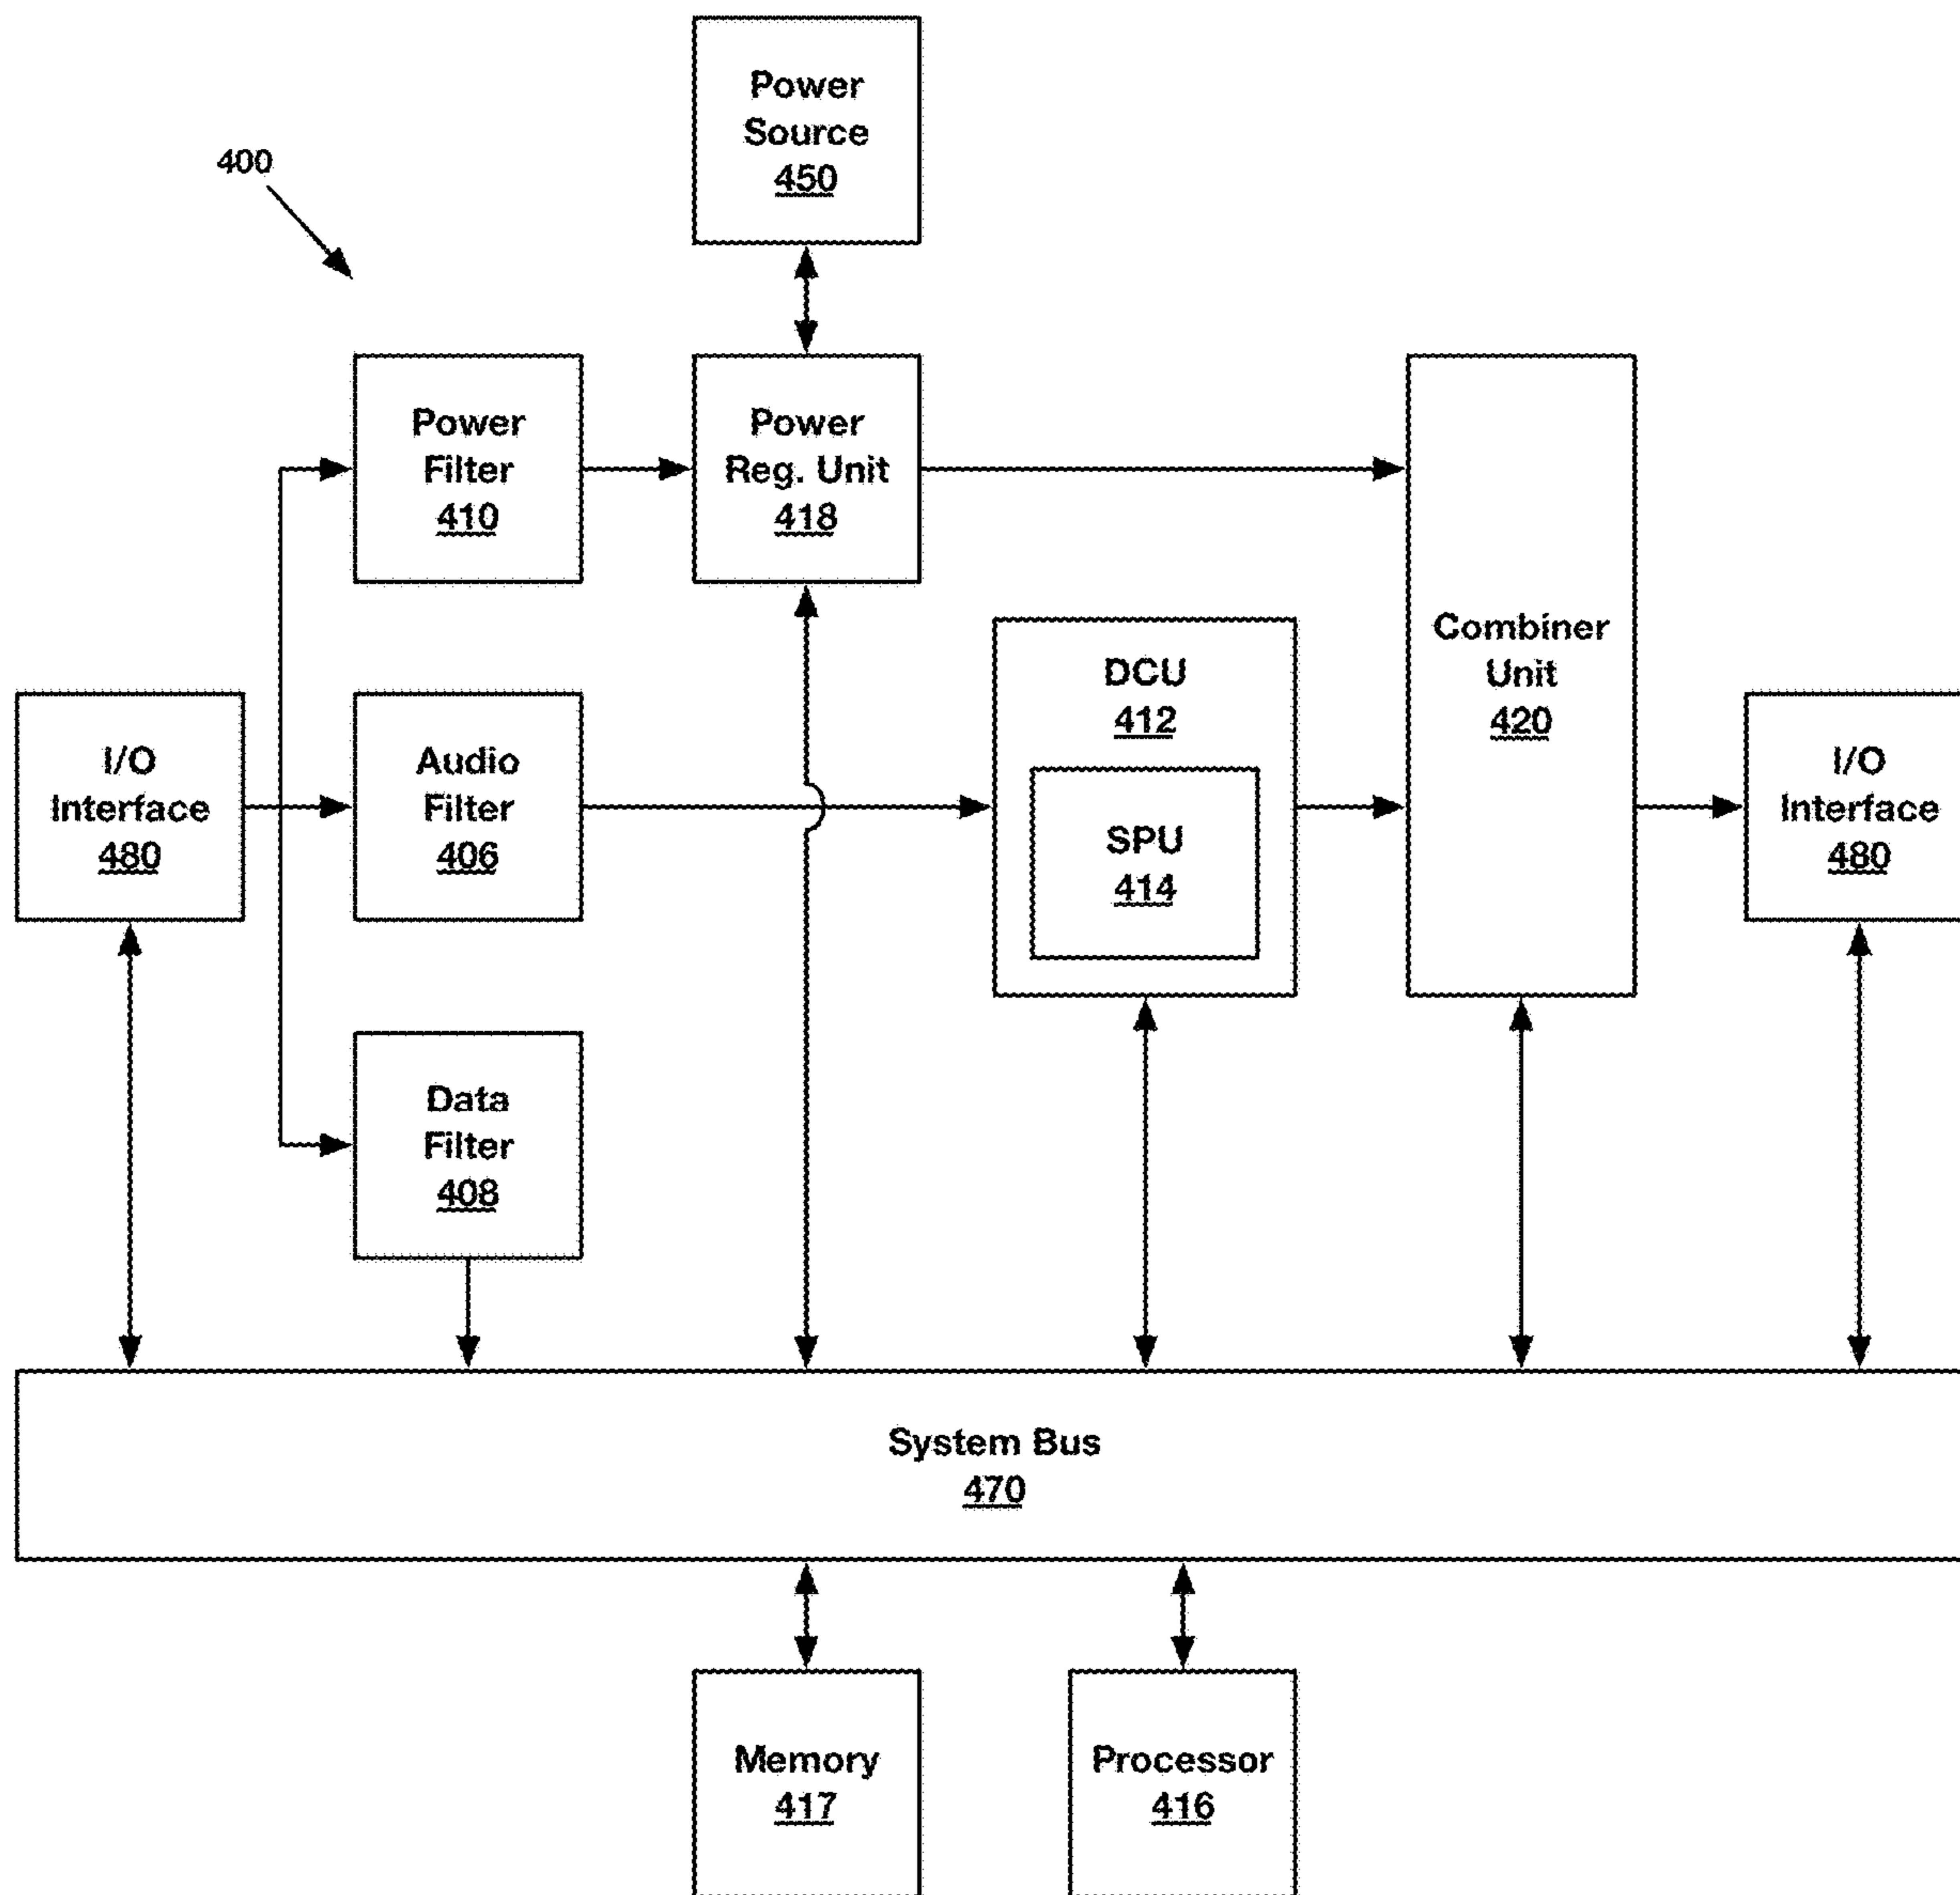 Power
Source
450
400
Power
Filter
410
Power
Reg. Unit
418
Combiner
Unit
420
DCU
412
SPU
414
I/O
Interface
480
Audio
Filter
406
I/O
Interface
480
Data
Filter
408
System Bus
470
Memory
417
Processor
416